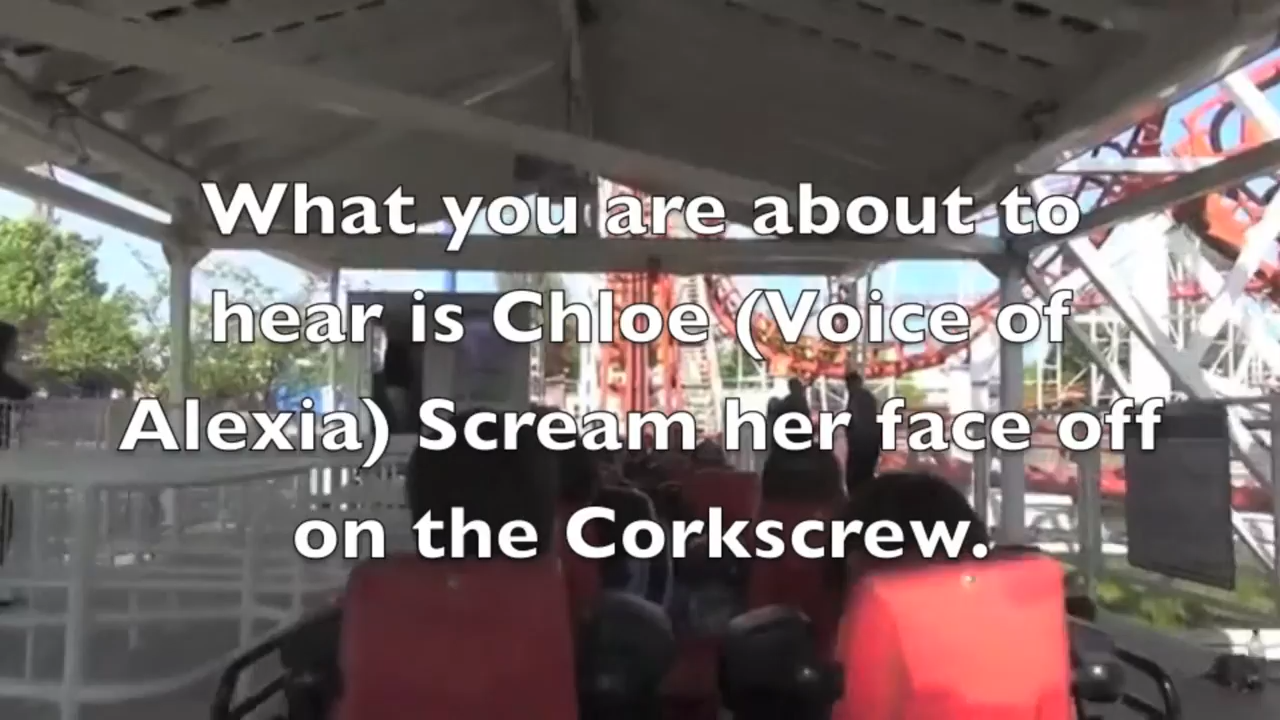 What you are about to
hear is Chloe (Voice of
Alexia) Scream her face off
on the Corkscrew.